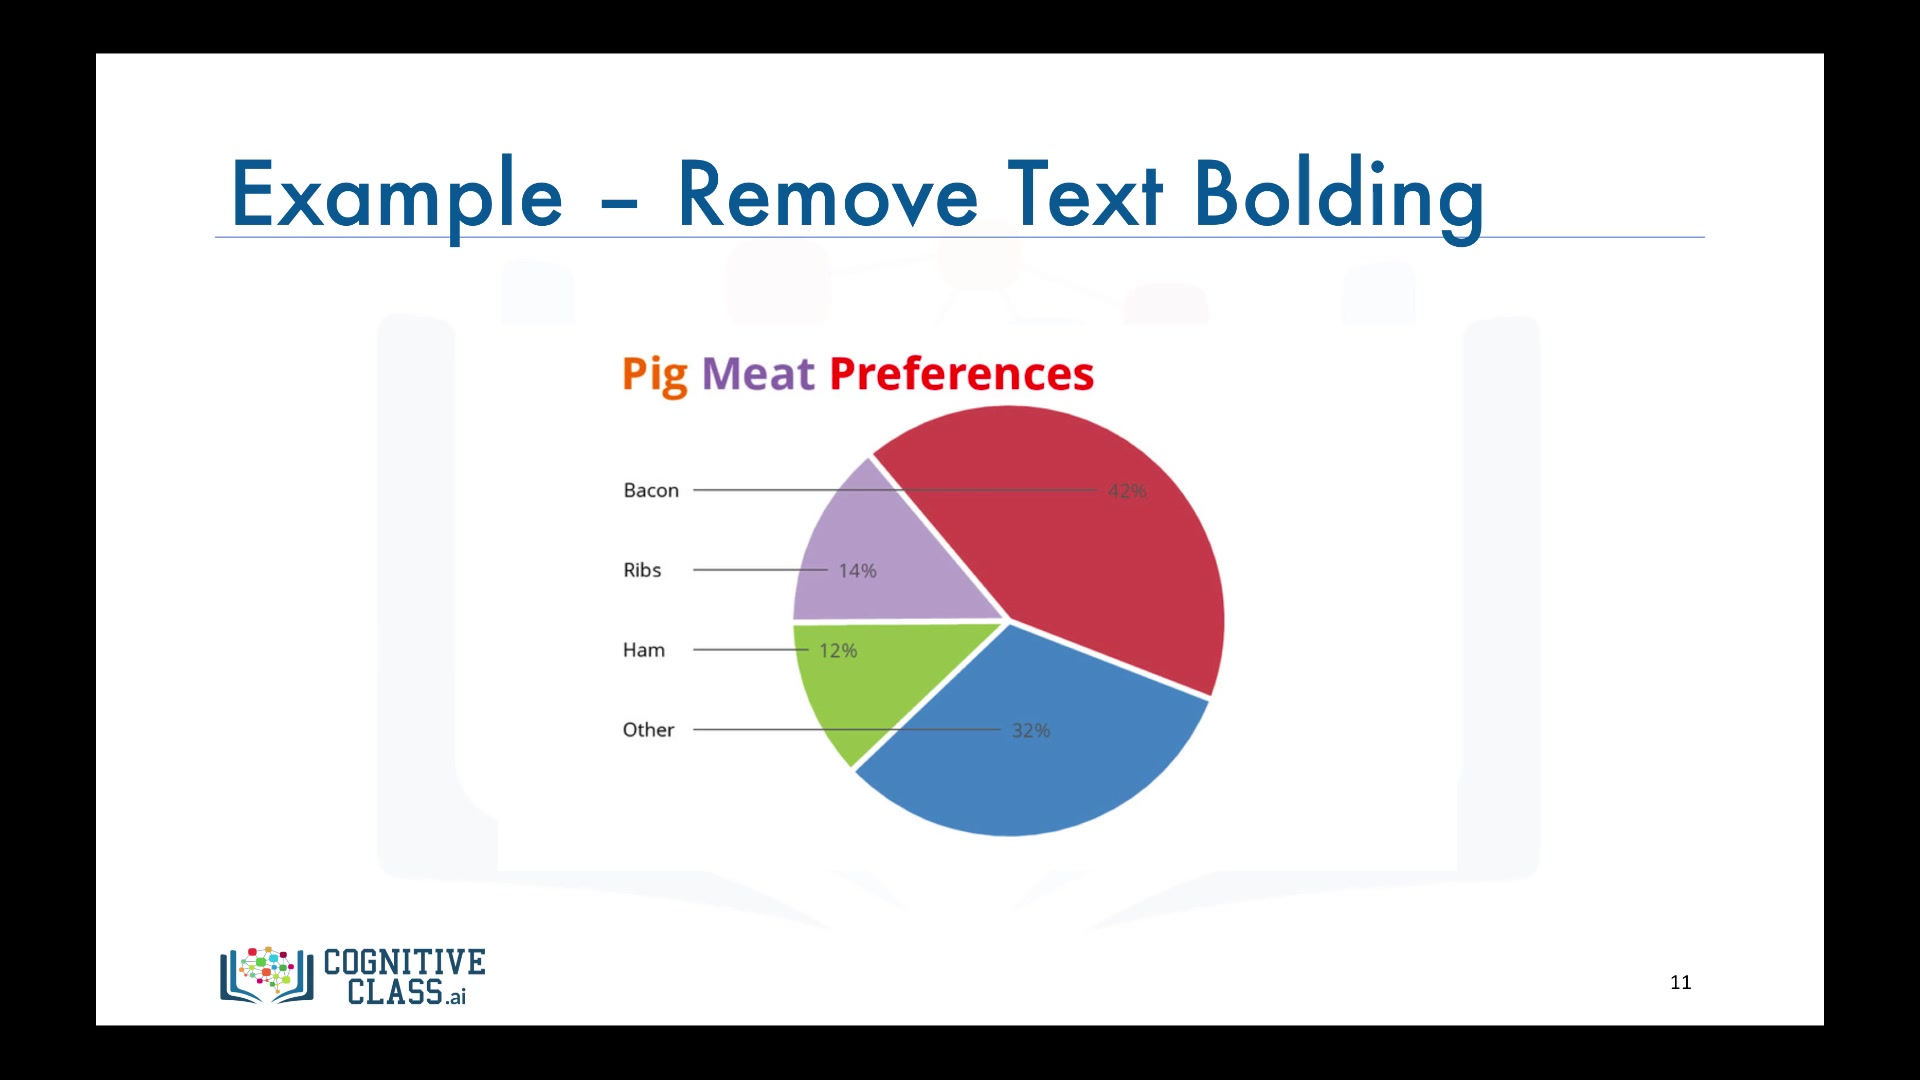 Example – Remove Text Bolding
Pig Meat Preferences
Bacon 42%
Ribs 14%
Ham 12%
Other 32%
COGNITIVE
CLASS.ai
11